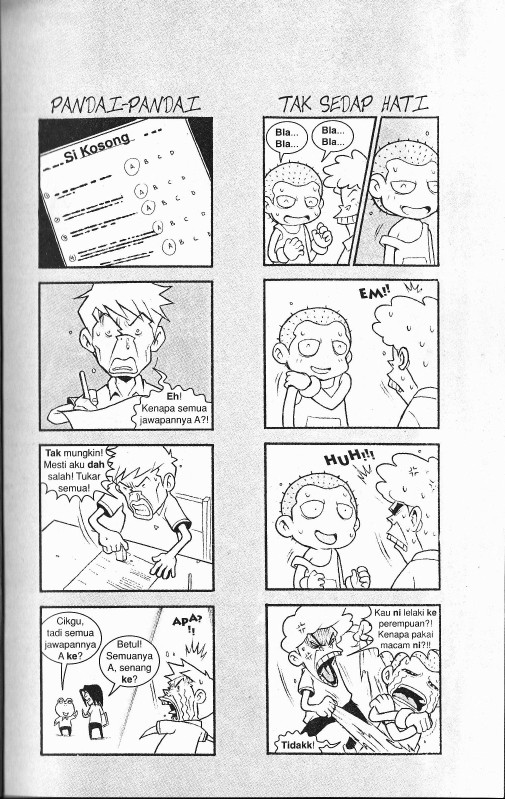 PANDAI-PANDAI
Si Kosong
A B C D
A B C D
A B C D
A B C D
Eh!
Kenapa semua
jawapannya A?!
Tak mungkin!
Mesti aku dah
salah! Tukar
semua!
Cikgu,
tadi semua
jawapannya
A ke?
Betul!
Semuanya
A, senang
ke?
APA?
!!
TAK SEDAP HATI
Bla...
Bla...
Bla...
Bla...
EM!!
HUH!!!
Kau ni lelaki ke
perempuan?!
Kenapa pakai
macam ni?!!
Tidakk!